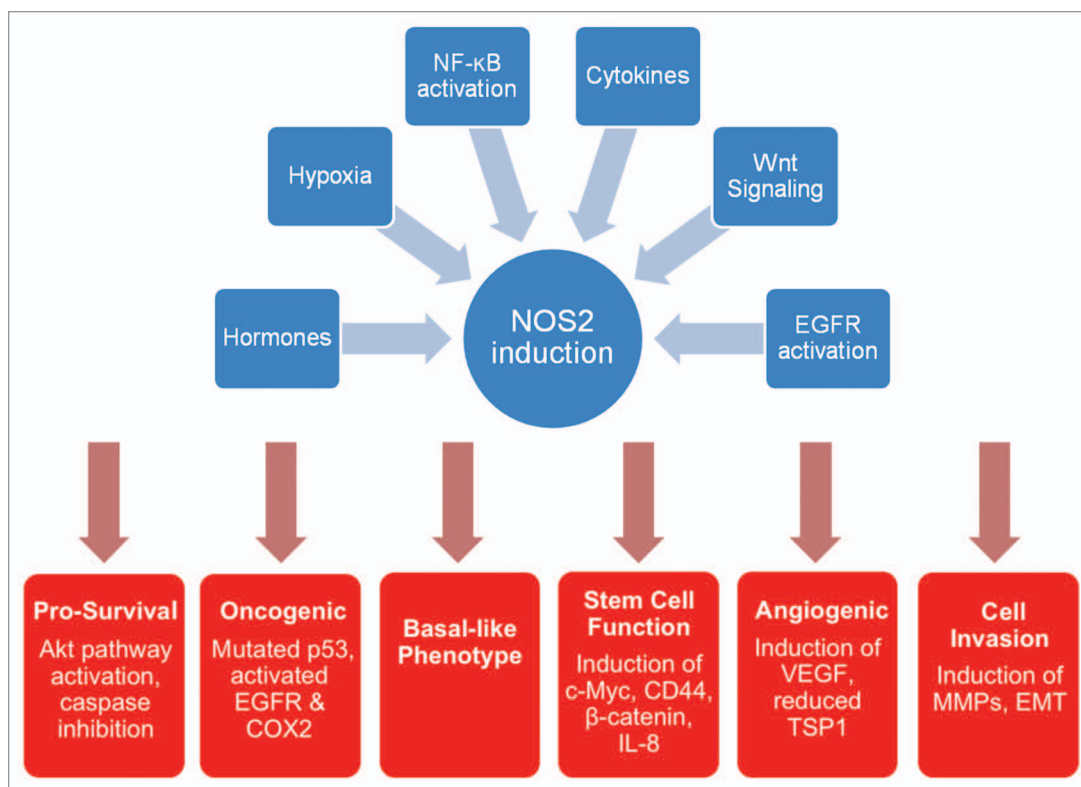 NF-κB
activation
Cytokines
Hypoxia
Wnt
Signaling
Hormones
NOS2
induction
EGFR
activation
Pro-Survival
Akt pathway
activation,
caspase
inhibition
Oncogenic
Mutated p53,
activated
EGFR &
COX2
Basal-like
Phenotype
Stem Cell
Function
Induction of
c-Myc, CD44,
β-catenin,
IL-8
Angiogenic
Induction of
VEGF,
reduced
TSP1
Cell
Invasion
Induction of
MMPs, EMT